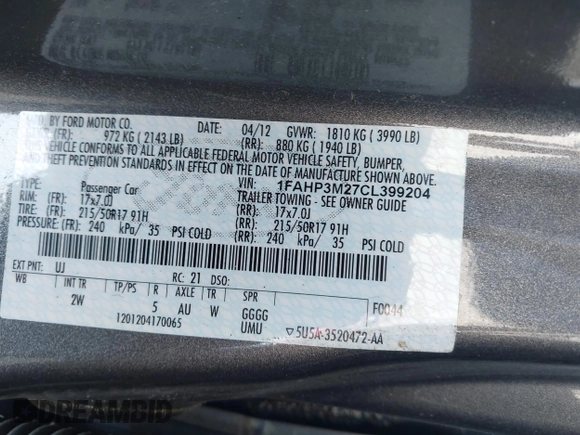 BY FORD MOTOR CO. DATE: 04/12 GVWR: 1810 KG ( 3990 LB)
(FR): 972 KG ( 2143 LB) (RR): 880 KG ( 1940 LB)
CONFORMS TO ALL APPLICABLE FEDERAL MOTOR VEHICLE SAFETY, BUMPER,
THEFT PREVENTION STANDARDS IN EFFECT ON THE DATE OF MANUFACTURE SHOWN ABOVE.
VIN: 1FAHP3M27CL399204
TYPE: Passenger Car TRAILER TOWING - SEE OWNER GUIDE
RIM: (FR): 17x7.0J (RR): 17x7.0J
TIRE: (FR): 215/50R17 91H (RR): 215/50R17 91H
PRESSURE: (FR): 240 kPa/ 35 PSI COLD (RR): 240 kPa/ 35 PSI COLD
EXT PNT: UJ RC: 21 DSO: F0044
WB INT TR TP/PS R AXLE TR SPR
2W 5 AU W GGGG
1201204170065 UMU ▽5U5A-3520472-AA
DREAMBID